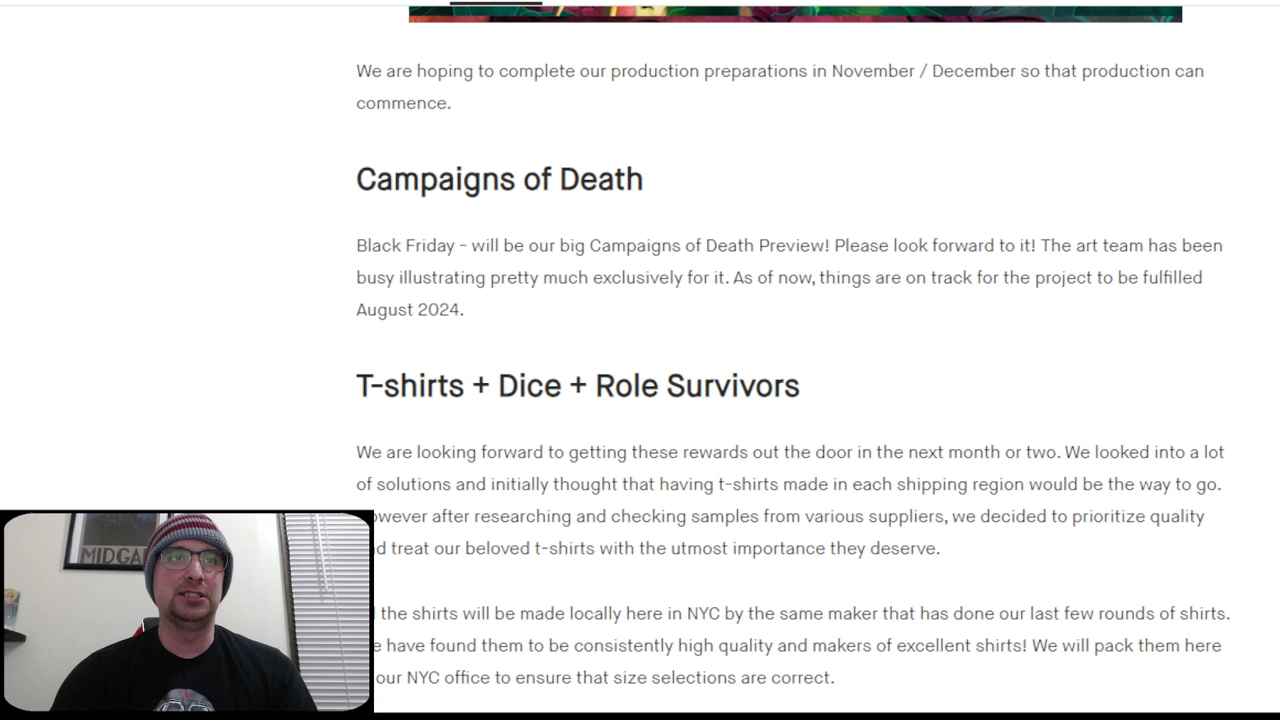 We are hoping to complete our production preparations in November / December so that production can
commence.
Campaigns of Death
Black Friday - will be our big Campaigns of Death Preview! Please look forward to it! The art team has been
busy illustrating pretty much exclusively for it. As of now, things are on track for the project to be fulfilled
August 2024.
T-shirts + Dice + Role Survivors
We are looking forward to getting these rewards out the door in the next month or two. We looked into a lot
of solutions and initially thought that having t-shirts made in each shipping region would be the way to go.
owever after researching and checking samples from various suppliers, we decided to prioritize quality
d treat our beloved t-shirts with the utmost importance they deserve.
the shirts will be made locally here in NYC by the same maker that has done our last few rounds of shirts.
e have found them to be consistently high quality and makers of excellent shirts! We will pack them here
our NYC office to ensure that size selections are correct.
MIDGA